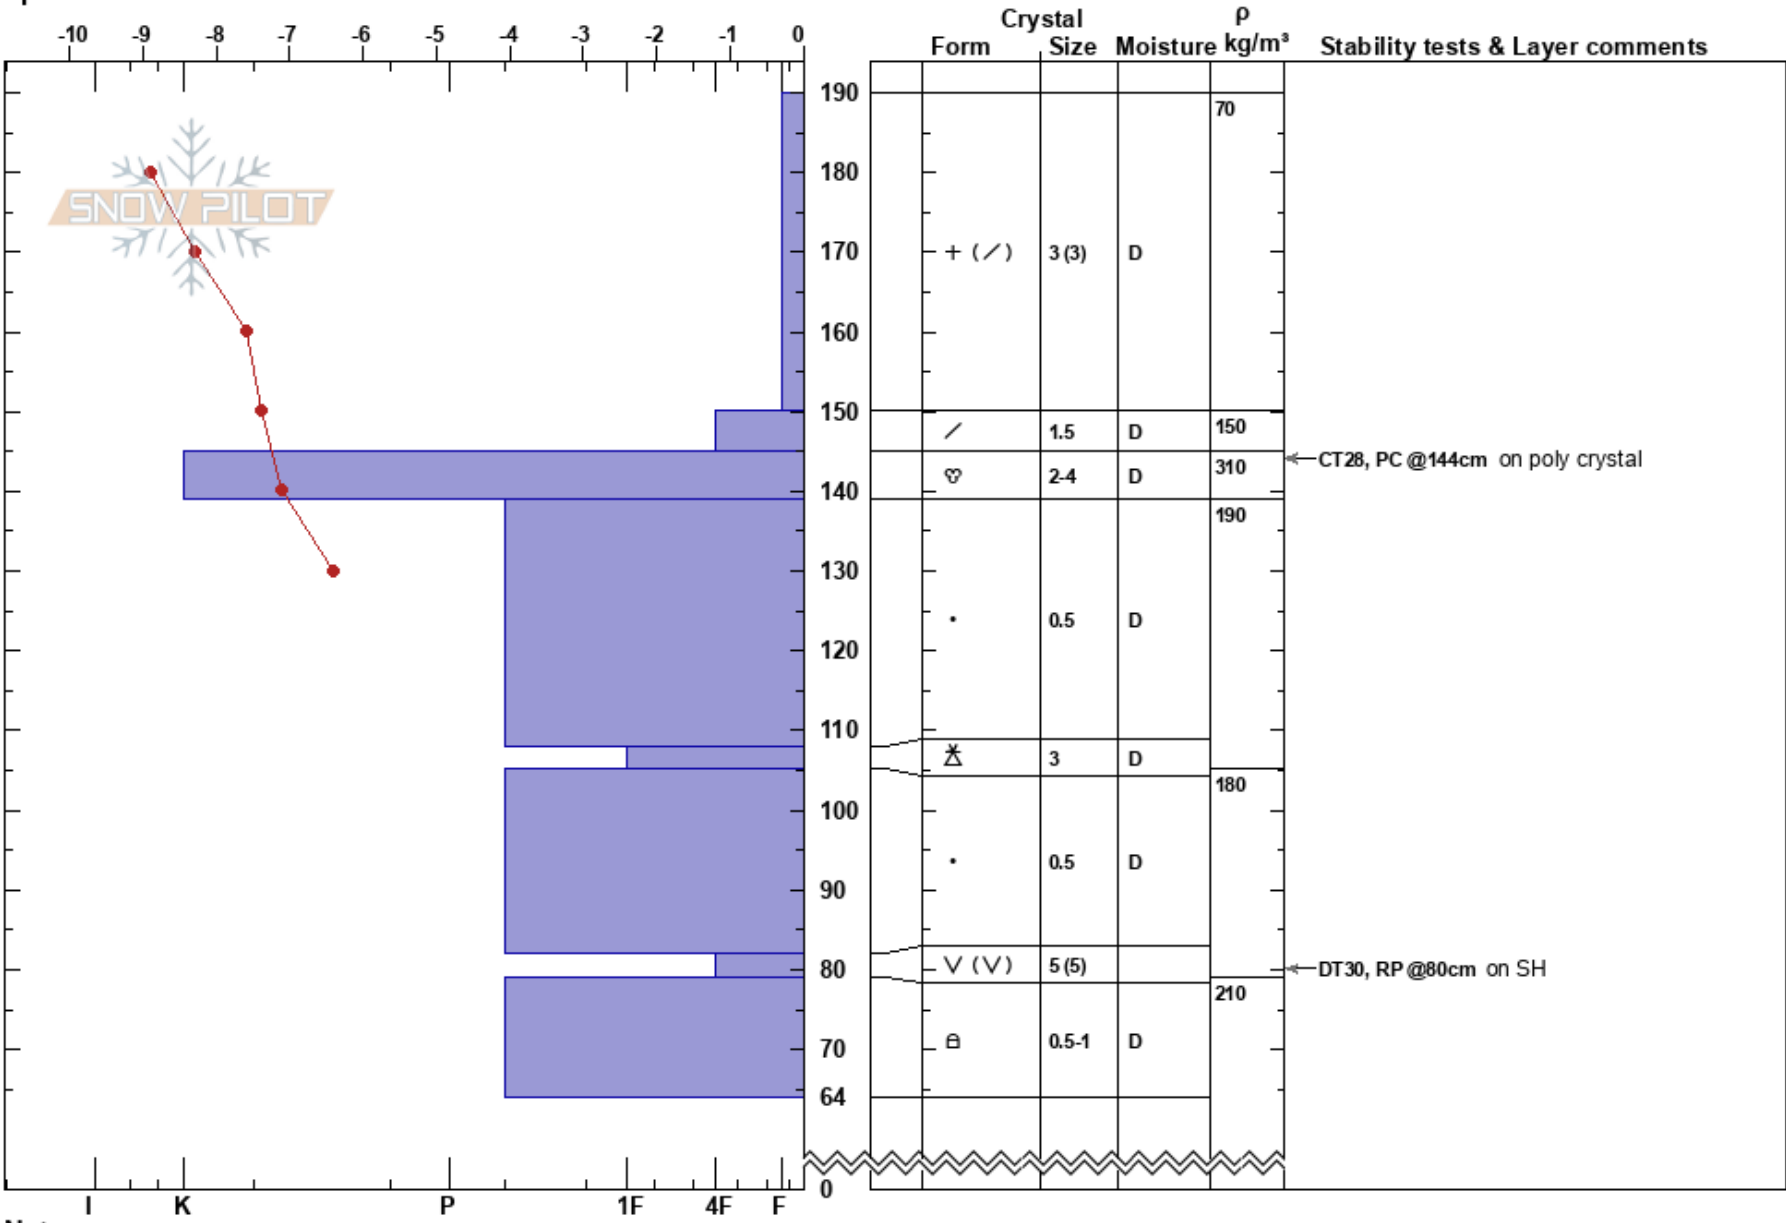 Crystal ρ
-10 -9 -8 -7 -6 -5 -4 -3 -2 -1 0 Form Size Moisture kg/m³ Stability tests & Layer comments
190
70
180
SNOW PILOT
170 + (/) 3 (3) D
160
150
/ 1.5 D 150
CT28, PC @144cm on poly crystal
310
2-4 D
140
190
130
• 0.5 D
120
110
3 D
180
100
• 0.5 D
90
80 V (V) 5 (5) DT30, RP @80cm on SH
210
70 0.5-1 D
64
0
I K P 1F 4F F